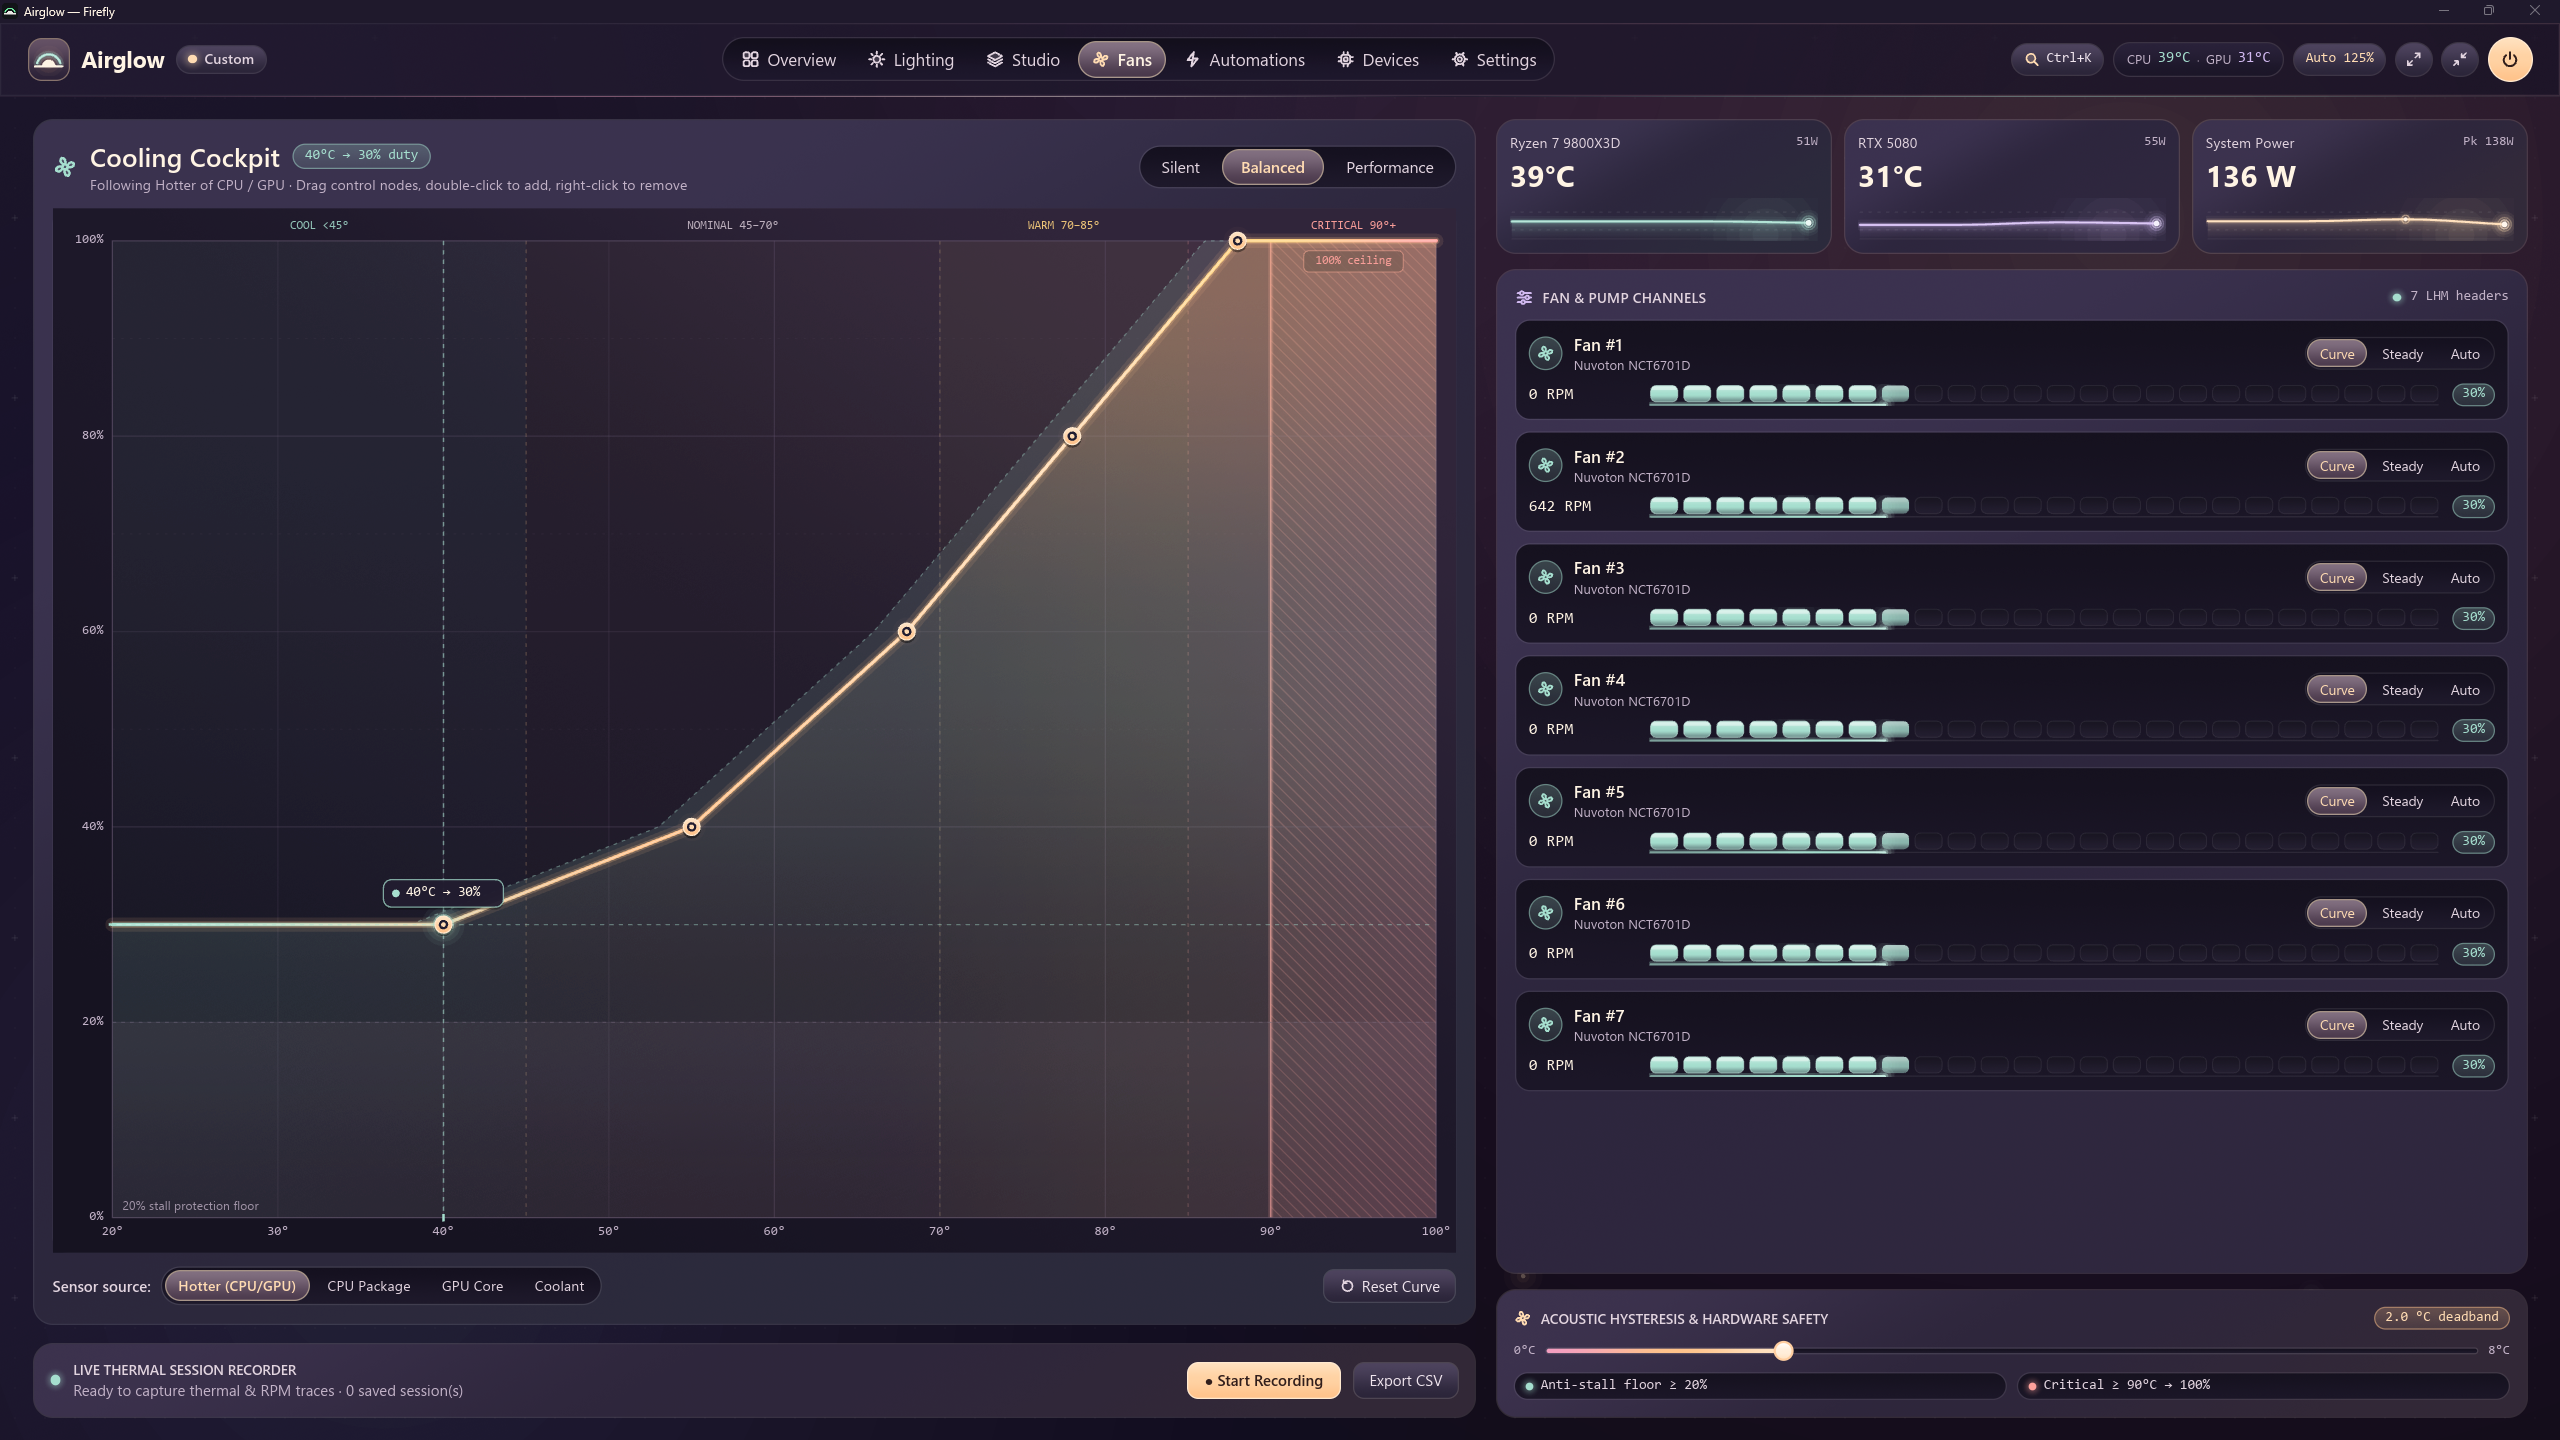 Airglow — Firefly
Airglow
Custom
Overview
Lighting
Studio
Fans
Automations
Devices
Settings
Ctrl+K
CPU 39°C · GPU 31°C
Auto 125%
Cooling Cockpit
40°C → 30% duty
Following Hotter of CPU / GPU · Drag control nodes, double-click to add, right-click to remove
Silent
Balanced
Performance
COOL <45°
NOMINAL 45–70°
WARM 70–85°
CRITICAL 90°+
100%
100% ceiling
80%
60%
40%
40°C → 30%
20%
20% stall protection floor
0%
20°
30°
40°
50°
60°
70°
80°
90°
100°
Sensor source:
Hotter (CPU/GPU)
CPU Package
GPU Core
Coolant
Reset Curve
LIVE THERMAL SESSION RECORDER
Ready to capture thermal & RPM traces · 0 saved session(s)
● Start Recording
Export CSV
Ryzen 7 9800X3D
51W
39°C
RTX 5080
55W
31°C
System Power
Pk 138W
136 W
FAN & PUMP CHANNELS
7 LHM headers
Fan #1
Nuvoton NCT6701D
Curve
Steady
Auto
0 RPM
30%
Fan #2
Nuvoton NCT6701D
Curve
Steady
Auto
642 RPM
30%
Fan #3
Nuvoton NCT6701D
Curve
Steady
Auto
0 RPM
30%
Fan #4
Nuvoton NCT6701D
Curve
Steady
Auto
0 RPM
30%
Fan #5
Nuvoton NCT6701D
Curve
Steady
Auto
0 RPM
30%
Fan #6
Nuvoton NCT6701D
Curve
Steady
Auto
0 RPM
30%
Fan #7
Nuvoton NCT6701D
Curve
Steady
Auto
0 RPM
30%
ACOUSTIC HYSTERESIS & HARDWARE SAFETY
2.0 °C deadband
0°C
8°C
Anti-stall floor ≥ 20%
Critical ≥ 90°C → 100%